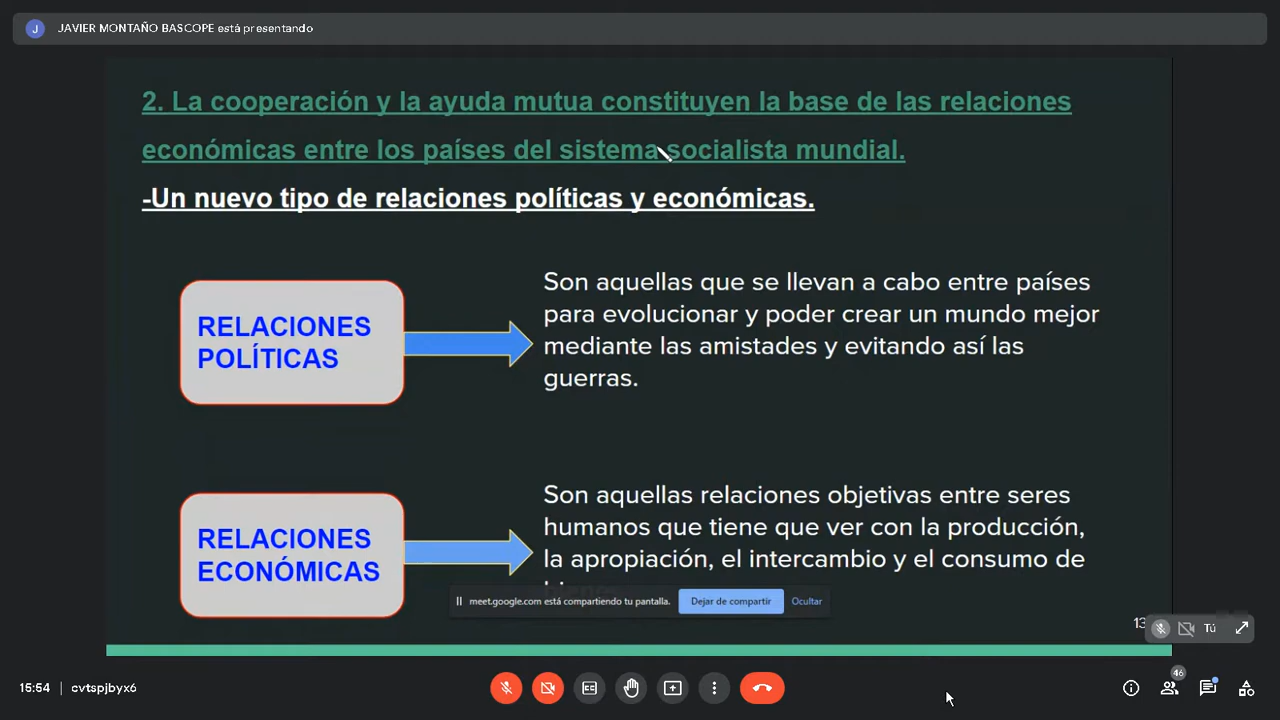 J JAVIER MONTAÑO BASCOPE está presentando
2. La cooperación y la ayuda mutua constituyen la base de las relaciones
económicas entre los países del sistema socialista mundial.
-Un nuevo tipo de relaciones políticas y económicas.
Son aquellas que se llevan a cabo entre países
para evolucionar y poder crear un mundo mejor
mediante las amistades y evitando así las
guerras.
RELACIONES
POLÍTICAS
Son aquellas relaciones objetivas entre seres
humanos que tiene que ver con la producción,
la apropiación, el intercambio y el consumo de
RELACIONES
ECONÓMICAS
meet.google.com está compartiendo tu pantalla. Dejar de compartir Ocultar
13
Tú
15:54 | cvtspjbyx6
46